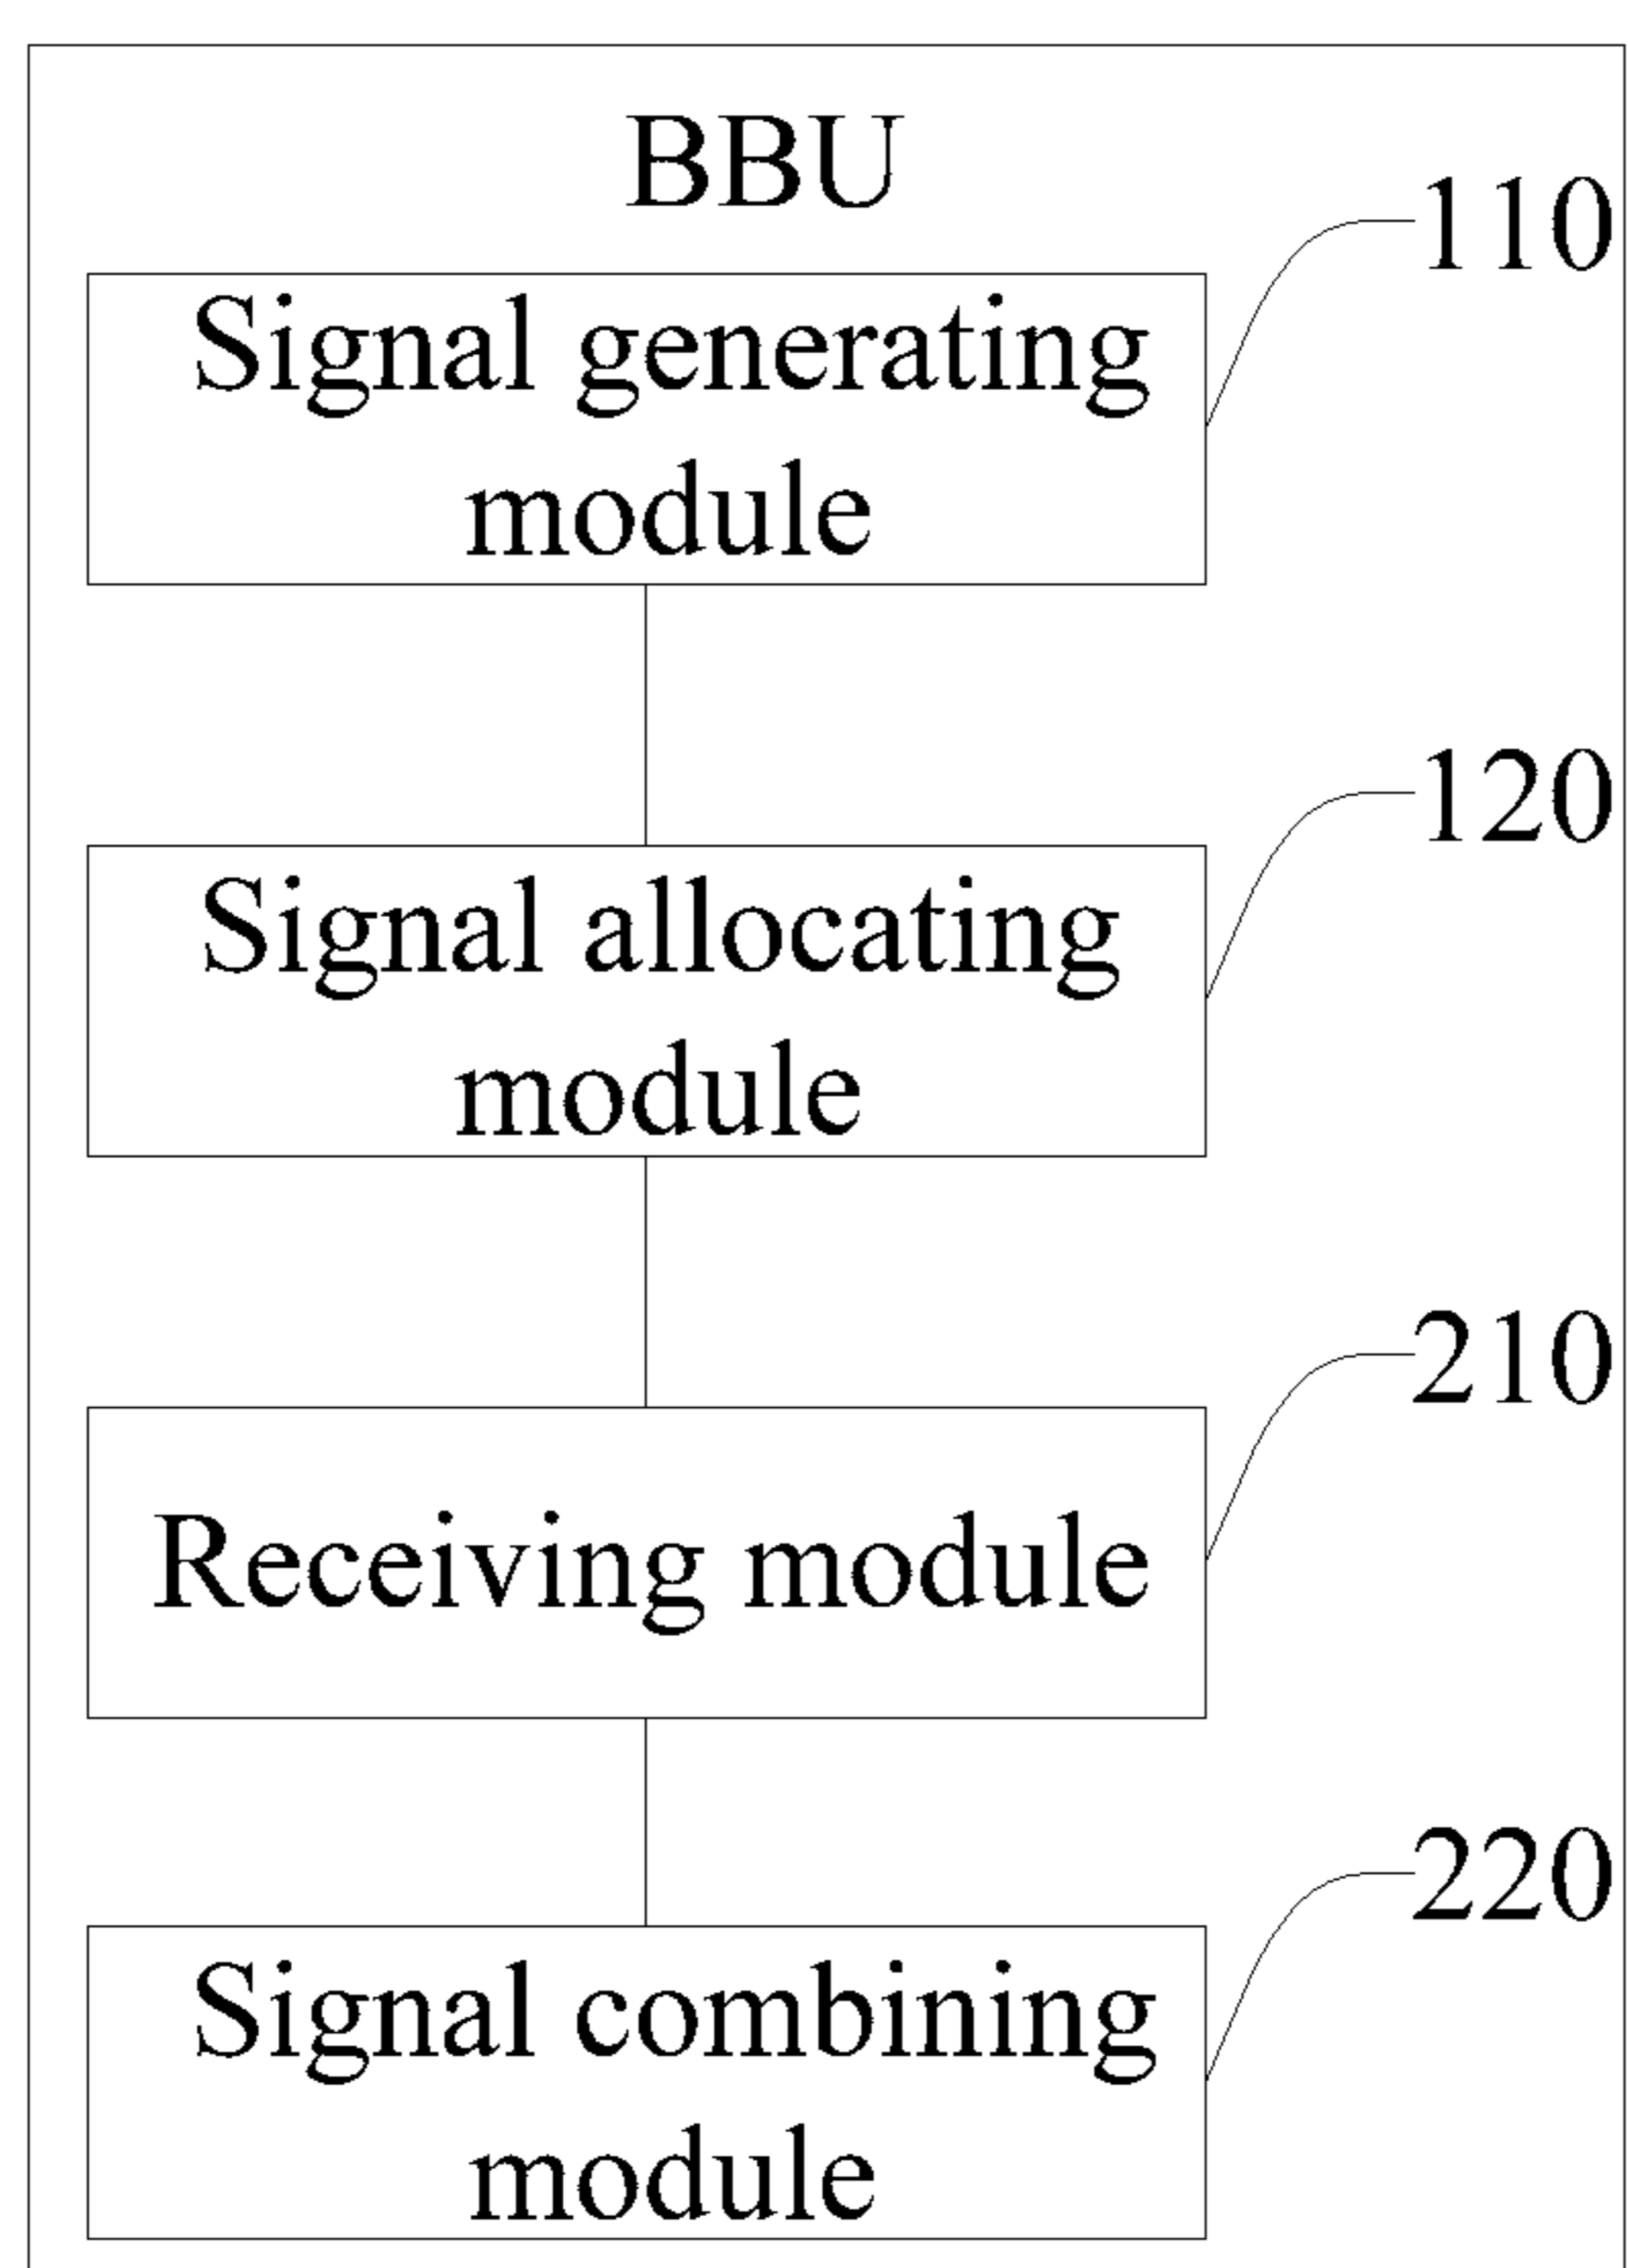 BBU
110
Signal generating
module
120
Signal allocating
module
210
Receiving module
220
Signal combining
module